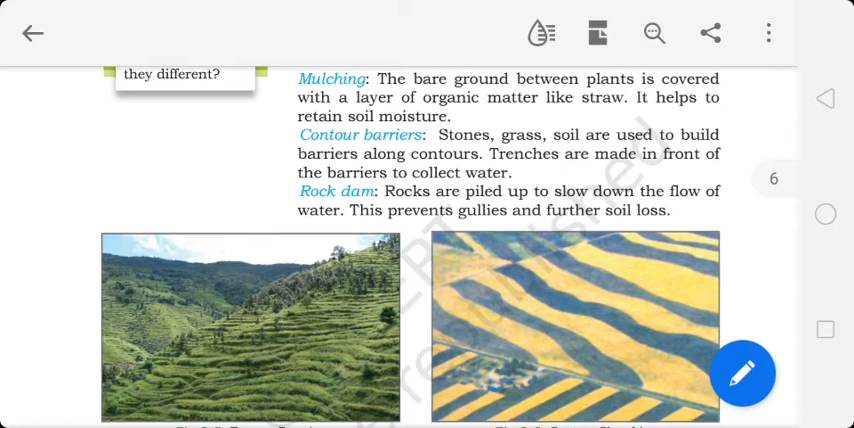 they different?
Mulching: The bare ground between plants is covered
with a layer of organic matter like straw. It helps to
retain soil moisture.
Contour barriers: Stones, grass, soil are used to build
barriers along contours. Trenches are made in front of
the barriers to collect water.
Rock dam: Rocks are piled up to slow down the flow of
water. This prevents gullies and further soil loss.
6